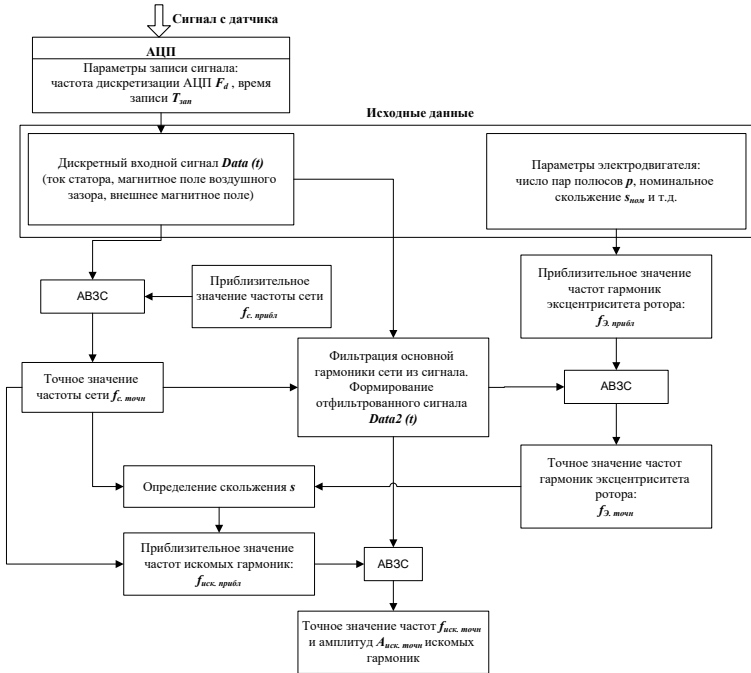 Сигнал с датчика
АЦП
Параметры записи сигнала:
частота дискретизации АЦП F_d , время
записи T_зап
Исходные данные
Дискретный входной сигнал Data (t)
(ток статора, магнитное поле воздушного
зазора, внешнее магнитное поле)
Параметры электродвигателя:
число пар полюсов p, номинальное
скольжение s_ном и т.д.
АВЗС
Приблизительное
значение частоты сети
f_с. прибл
Приблизительное значение
частот гармоник
эксцентриситета ротора:
f_Э. прибл
Точное значение
частоты сети f_с. точн
Фильтрация основной
гармоники сети из сигнала.
Формирование
отфильтрованного сигнала
Data2 (t)
АВЗС
Определение скольжения s
Точное значение частот
гармоник эксцентриситета
ротора:
f_Э. точн
Приблизительное значение
частот искомых гармоник:
f_иск. прибл
АВЗС
Точное значение частот f_иск. точн
и амплитуд A_иск. точн искомых
гармоник